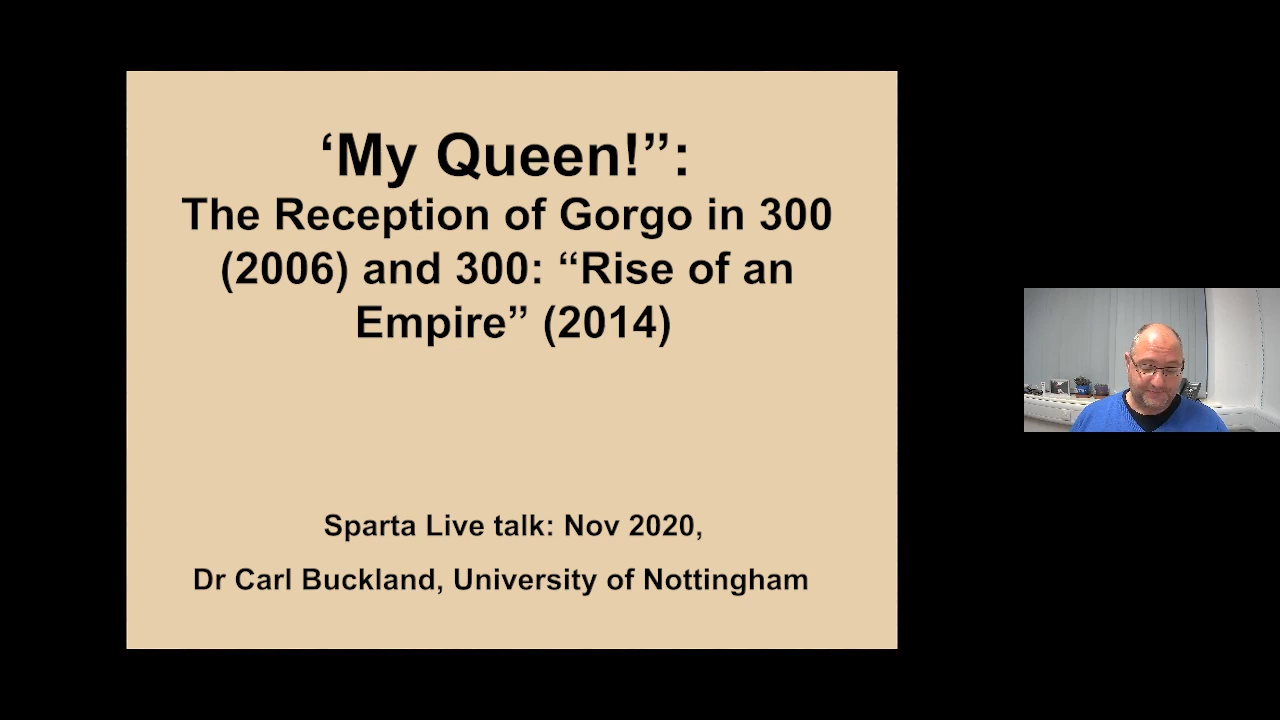 ‘My Queen!”:
The Reception of Gorgo in 300
(2006) and 300: “Rise of an
Empire” (2014)
Sparta Live talk: Nov 2020,
Dr Carl Buckland, University of Nottingham